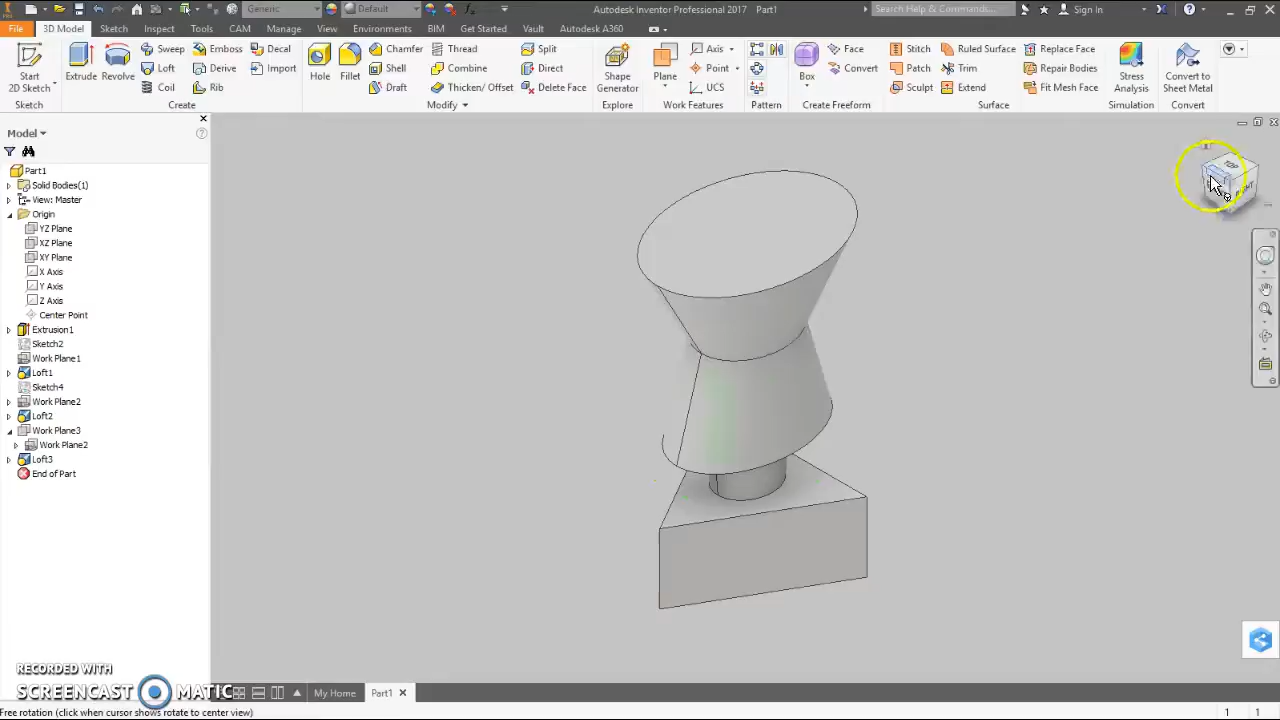 Generic
Default
Autodesk Inventor Professional 2017 Part1
Search Help & Commands...
Sign In
File
3D Model
Sketch
Inspect
Tools
Manage
View
Environments
BIM
Get Started
Vault
Autodesk A360
Start
2D Sketch
Extrude
Revolve
Sweep
Loft
Coil
Emboss
Derive
Rib
Decal
Import
Hole
Fillet
Chamfer
Shell
Draft
Thread
Combine
Thicken/ Offset
Split
Direct
Delete Face
Shape
Generator
Plane
Axis
Point
UCS
Box
Face
Convert
Stitch
Patch
Sculpt
Ruled Surface
Trim
Extend
Replace Face
Repair Bodies
Fit Mesh Face
Stress
Analysis
Convert to
Sheet Metal
CAM
Sketch
Create
Modify
Explore
Work Features
Pattern
Create Freeform
Surface
Simulation
Convert
Model
Part1
Solid Bodies(1)
View: Master
Origin
YZ Plane
XZ Plane
XY Plane
X Axis
Y Axis
Z Axis
Center Point
Extrusion1
Sketch2
Work Plane1
Loft1
Sketch4
Work Plane2
Loft2
Work Plane3
Work Plane2
Loft3
End of Part
TOP
RIGHT
RECORDED WITH
SCREENCAST MATIC
My Home
Part1
Free rotation (click when cursor shows rotate to center view)
1 1